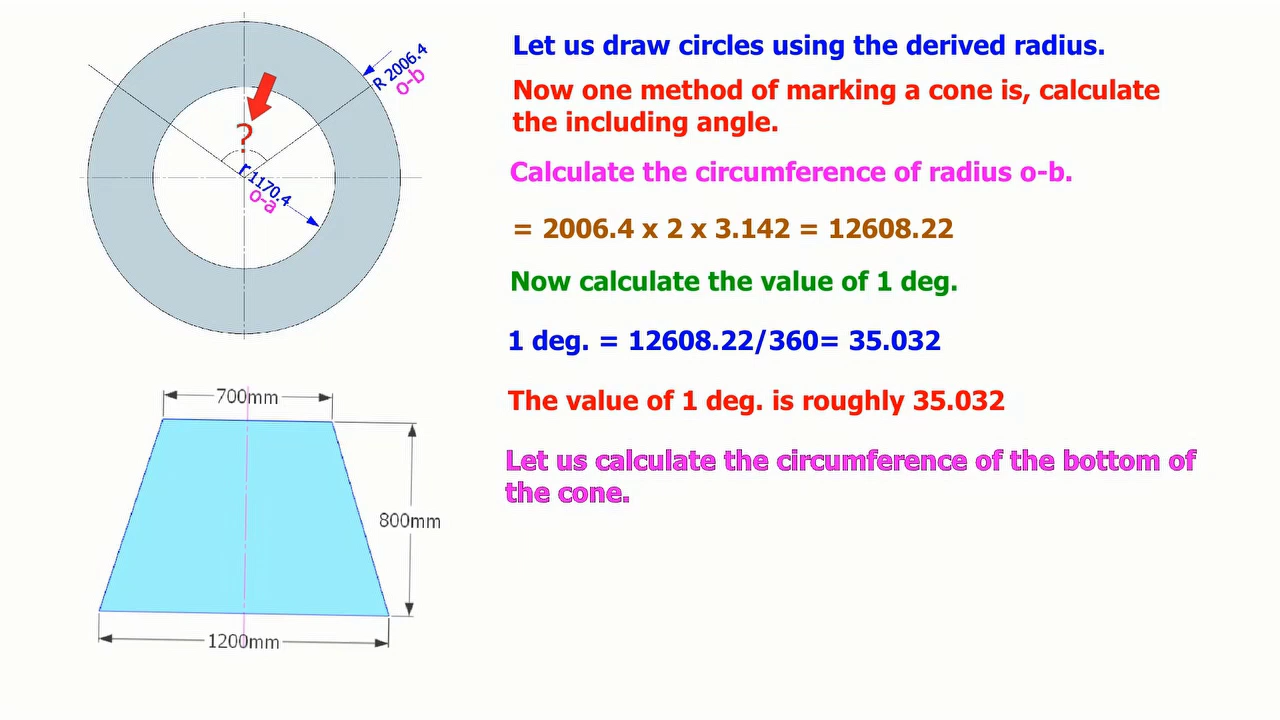 R 2006.4
o-b
?
r 1170.4
o-a
700mm
800mm
1200mm
Let us draw circles using the derived radius.
Now one method of marking a cone is, calculate
the including angle.
Calculate the circumference of radius o-b.
= 2006.4 x 2 x 3.142 = 12608.22
Now calculate the value of 1 deg.
1 deg. = 12608.22/360= 35.032
The value of 1 deg. is roughly 35.032
Let us calculate the circumference of the bottom of
the cone.